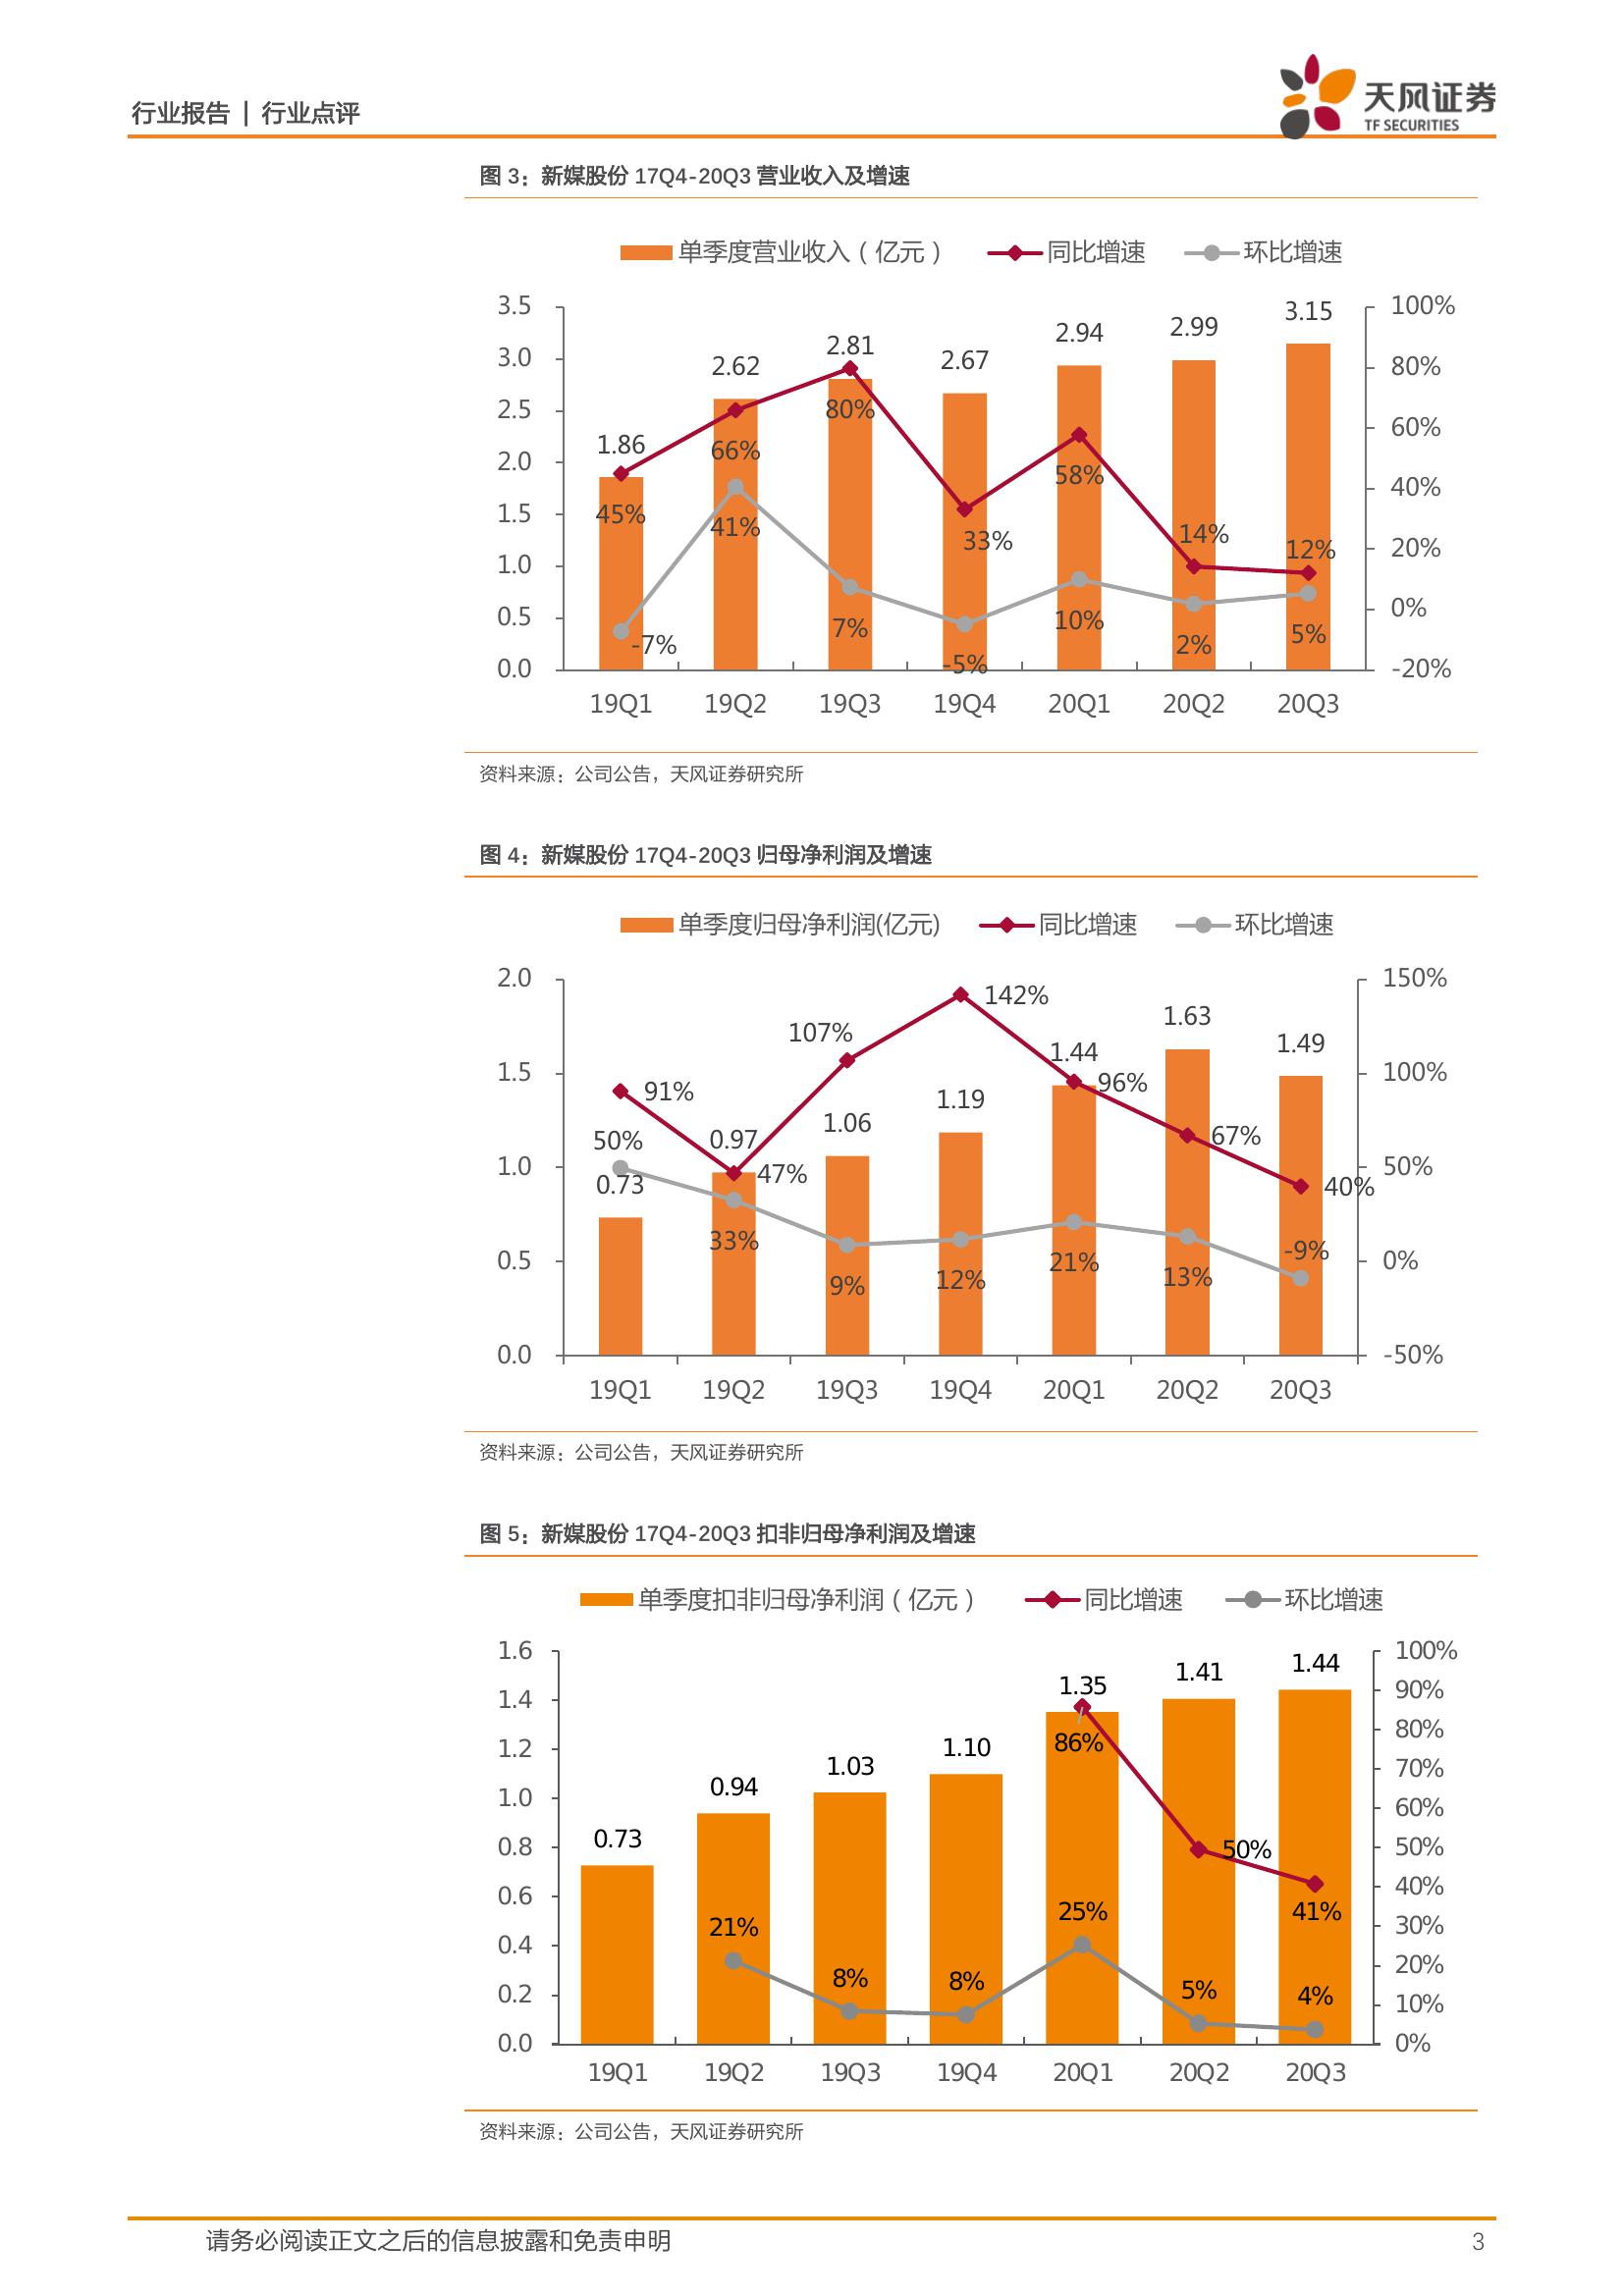 行业报告 | 行业点评
天风证券
TF SECURITIES
图 3：新媒股份 17Q4-20Q3 营业收入及增速
单季度营业收入（亿元） 同比增速 环比增速
3.5 3.15 100%
3.0 2.62 2.81 2.67 2.94 2.99 80%
2.5 66% 80% 60%
2.0 1.86 58% 40%
1.5 45% 41% 33% 14% 20%
1.0 12% 0%
0.5 -7% 7% -5% 10% 2% 5%
0.0 -20%
19Q1 19Q2 19Q3 19Q4 20Q1 20Q2 20Q3
资料来源：公司公告，天风证券研究所
图 4：新媒股份 17Q4-20Q3 归母净利润及增速
单季度归母净利润(亿元) 同比增速 环比增速
2.0 142% 1.63 150%
107% 1.44 1.49
1.5 91% 1.19 96% 100%
50% 0.97 1.06 67%
1.0 0.73 47% 40% 50%
33% -9%
0.5 9% 12% 21% 13% 0%
0.0 -50%
19Q1 19Q2 19Q3 19Q4 20Q1 20Q2 20Q3
资料来源：公司公告，天风证券研究所
图 5：新媒股份 17Q4-20Q3 扣非归母净利润及增速
单季度扣非归母净利润（亿元） 同比增速 环比增速
1.6 1.35 1.41 1.44 100%
1.4 90%
1.2 1.03 1.10 86% 80%
1.0 0.94 70%
60%
0.8 0.73 50% 50%
0.6 21% 25% 41% 40%
30%
0.4 8% 8% 5% 4% 20%
0.2 10%
0.0 0%
19Q1 19Q2 19Q3 19Q4 20Q1 20Q2 20Q3
资料来源：公司公告，天风证券研究所
请务必阅读正文之后的信息披露和免责申明 3